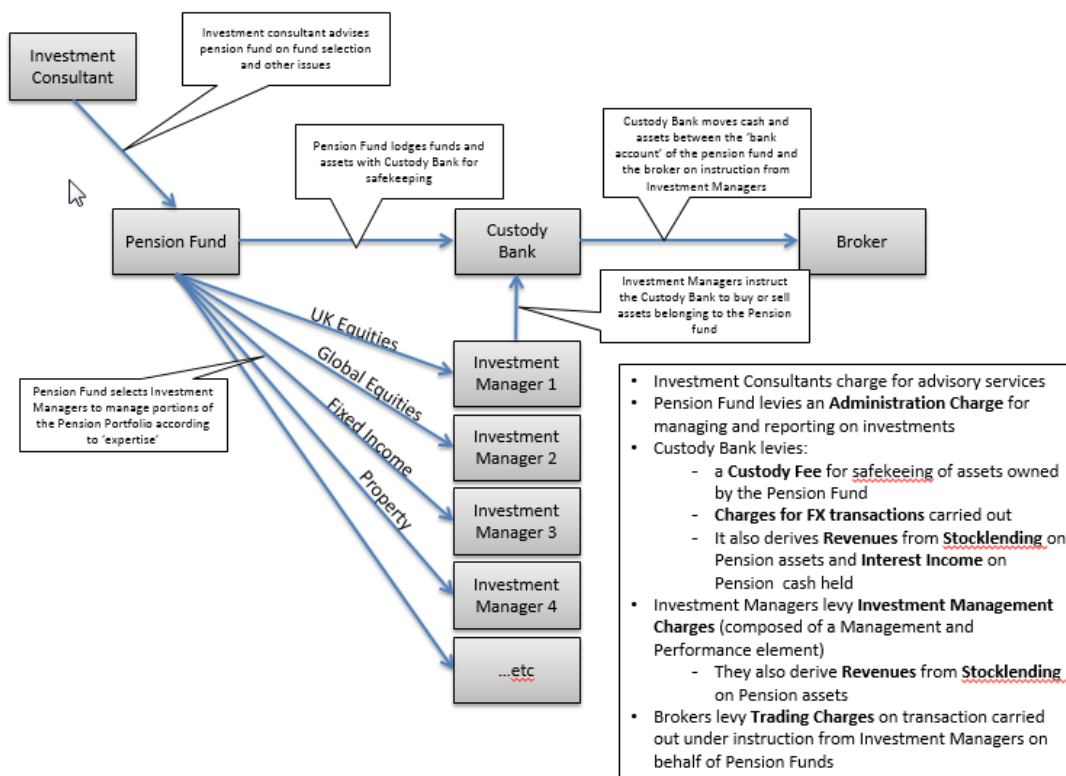 Investment
Consultant
Investment consultant advises
pension fund on fund selection
and other issues
Pension Fund lodges funds and
assets with Custody Bank for
safekeeping
Custody Bank moves cash and
assets between the ‘bank
account’ of the pension fund and
the broker on instruction from
Investment Managers
Pension Fund
Custody
Bank
Broker
Investment Managers instruct
the Custody Bank to buy or sell
assets belonging to the Pension
fund
UK Equities
Global Equities
Fixed Income
Property
Pension Fund selects Investment
Managers to manage portions of
the Pension Portfolio according
to ‘expertise’
Investment
Manager 1
Investment
Manager 2
Investment
Manager 3
Investment
Manager 4
...etc
• Investment Consultants charge for advisory services
• Pension Fund levies an Administration Charge for
managing and reporting on investments
• Custody Bank levies:
- a Custody Fee for safekeeing of assets owned
by the Pension Fund
- Charges for FX transactions carried out
- It also derives Revenues from Stocklending on
Pension assets and Interest Income on
Pension cash held
• Investment Managers levy Investment Management
Charges (composed of a Management and
Performance element)
- They also derive Revenues from Stocklending
on Pension assets
• Brokers levy Trading Charges on transaction carried
out under instruction from Investment Managers on
behalf of Pension Funds